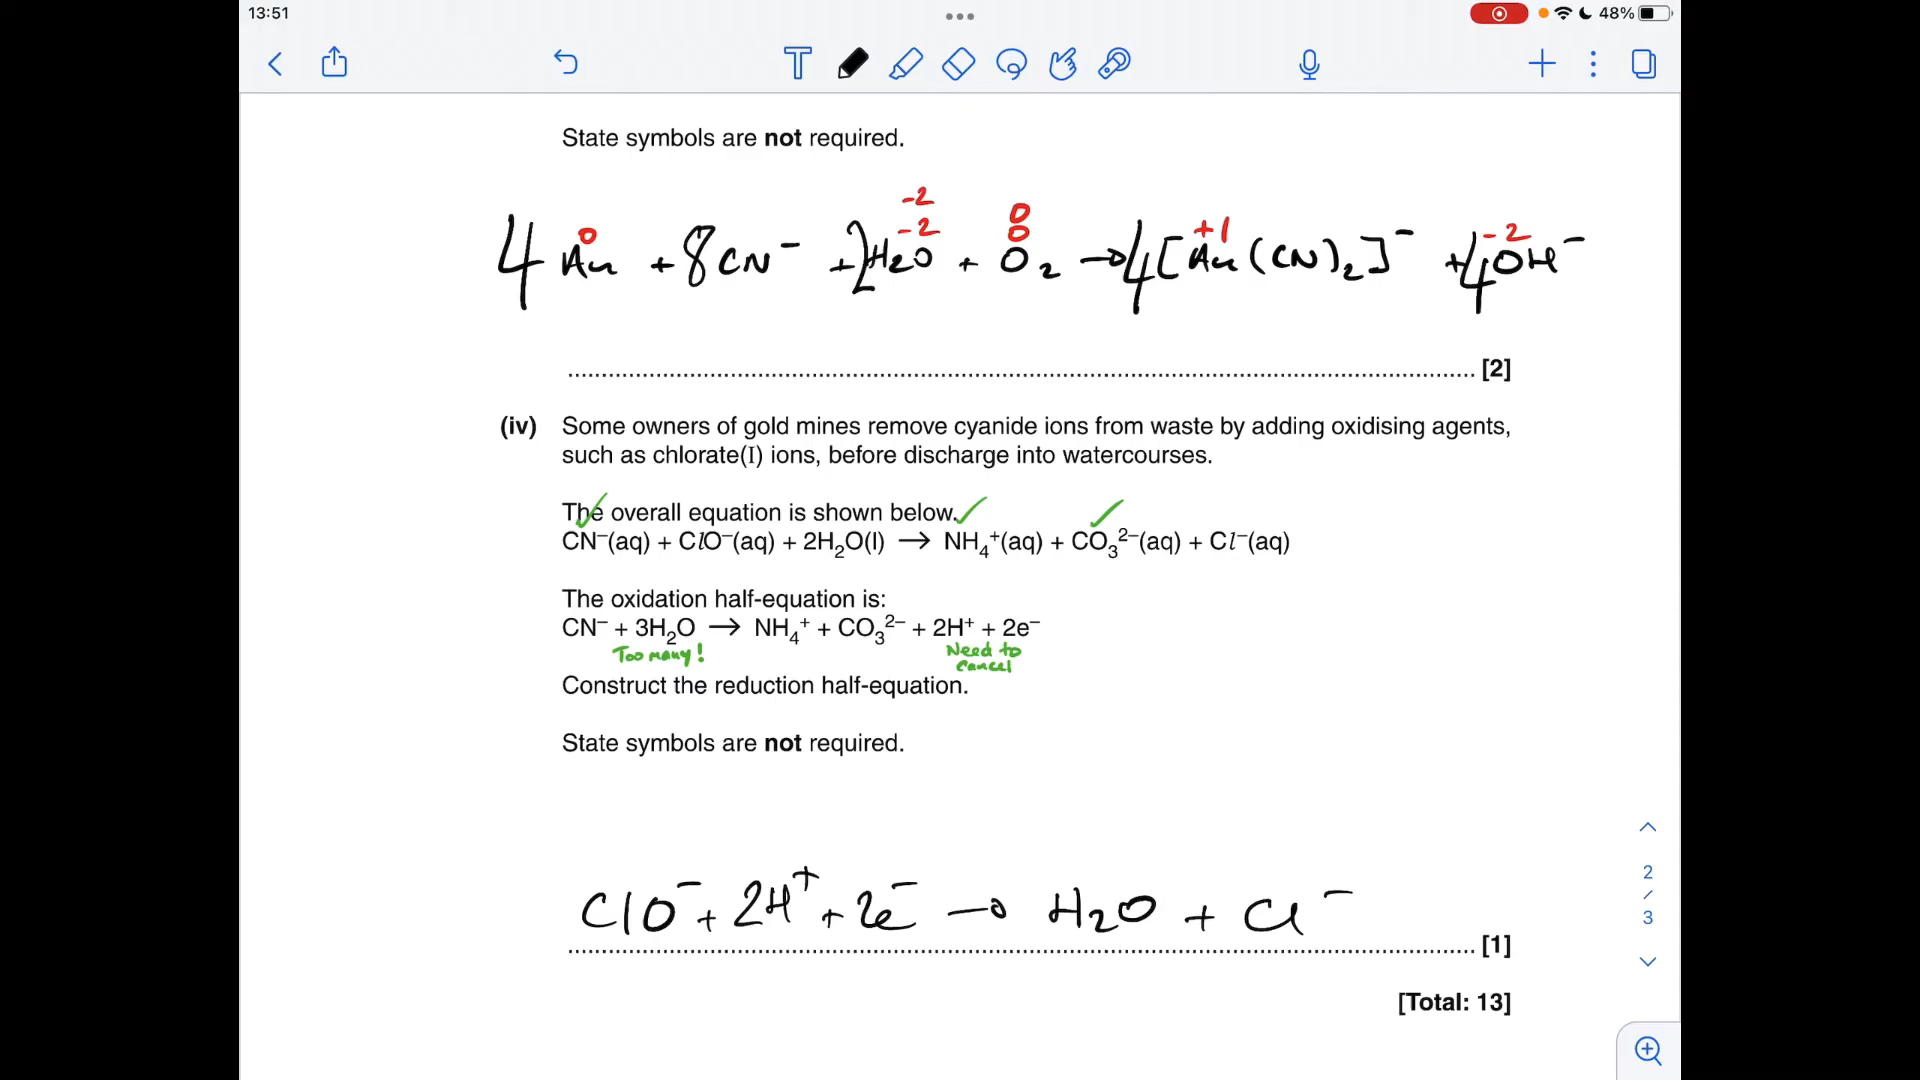 13:51
48%
State symbols are not required.
-2
-2 0
0 0 +1 -2
4Au + 8CN⁻ + 2H₂O + O₂ → 4[Au(CN)₂]⁻ + 4OH⁻
[2]
(iv) Some owners of gold mines remove cyanide ions from waste by adding oxidising agents,
such as chlorate(I) ions, before discharge into watercourses.
The overall equation is shown below.
CN⁻(aq) + ClO⁻(aq) + 2H₂O(l) → NH₄⁺(aq) + CO₃²⁻(aq) + Cl⁻(aq)
The oxidation half-equation is:
CN⁻ + 3H₂O → NH₄⁺ + CO₃²⁻ + 2H⁺ + 2e⁻
Too many! Need to
cancel
Construct the reduction half-equation.
State symbols are not required.
ClO⁻ + 2H⁺ + 2e⁻ → H₂O + Cl⁻
[1]
[Total: 13]
2
/
3